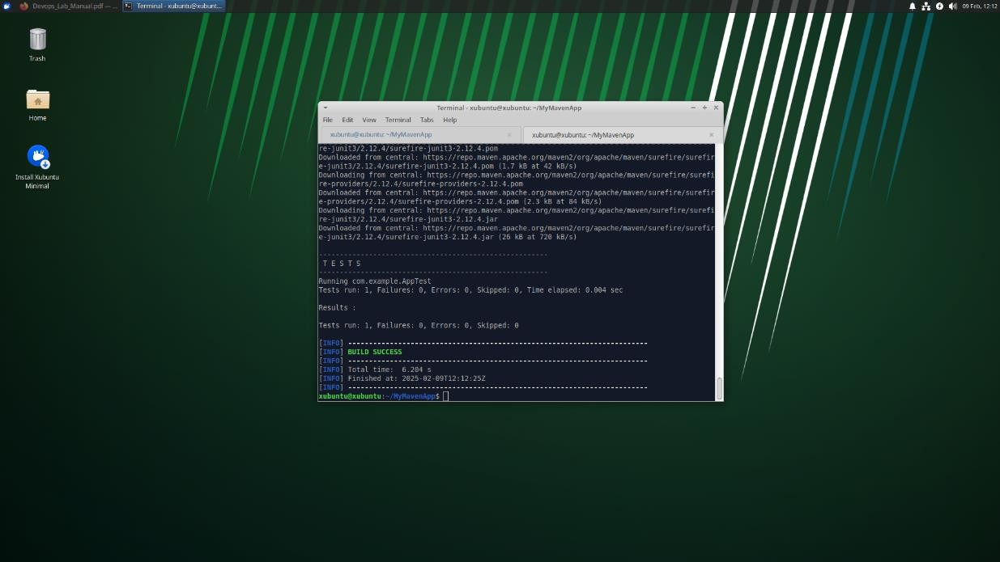 Devops_Lab_Manual.pdf — ...
Terminal - xubuntu@xubunt...
09 Feb, 12:12
Trash
Home
Install Xubuntu
Minimal
Terminal - xubuntu@xubuntu: ~/MyMavenApp
File Edit View Terminal Tabs Help
xubuntu@xubuntu: ~/MyMavenApp
xubuntu@xubuntu: ~/MyMavenApp
re-junit3/2.12.4/surefire-junit3-2.12.4.pom
Downloaded from central: https://repo.maven.apache.org/maven2/org/apache/maven/surefire/surefir
e-junit3/2.12.4/surefire-junit3-2.12.4.pom (1.7 kB at 42 kB/s)
Downloading from central: https://repo.maven.apache.org/maven2/org/apache/maven/surefire/surefi
re-providers/2.12.4/surefire-providers-2.12.4.pom
Downloaded from central: https://repo.maven.apache.org/maven2/org/apache/maven/surefire/surefir
e-providers/2.12.4/surefire-providers-2.12.4.pom (2.3 kB at 84 kB/s)
Downloading from central: https://repo.maven.apache.org/maven2/org/apache/maven/surefire/surefi
re-junit3/2.12.4/surefire-junit3-2.12.4.jar
Downloaded from central: https://repo.maven.apache.org/maven2/org/apache/maven/surefire/surefir
e-junit3/2.12.4/surefire-junit3-2.12.4.jar (26 kB at 720 kB/s)
-------------------------------------------------------
T E S T S
-------------------------------------------------------
Running com.example.AppTest
Tests run: 1, Failures: 0, Errors: 0, Skipped: 0, Time elapsed: 0.004 sec
Results :
Tests run: 1, Failures: 0, Errors: 0, Skipped: 0
[INFO] ------------------------------------------------------------------------
[INFO] BUILD SUCCESS
[INFO] ------------------------------------------------------------------------
[INFO] Total time:  6.204 s
[INFO] Finished at: 2025-02-09T12:12:25Z
[INFO] ------------------------------------------------------------------------
xubuntu@xubuntu:~/MyMavenApp$